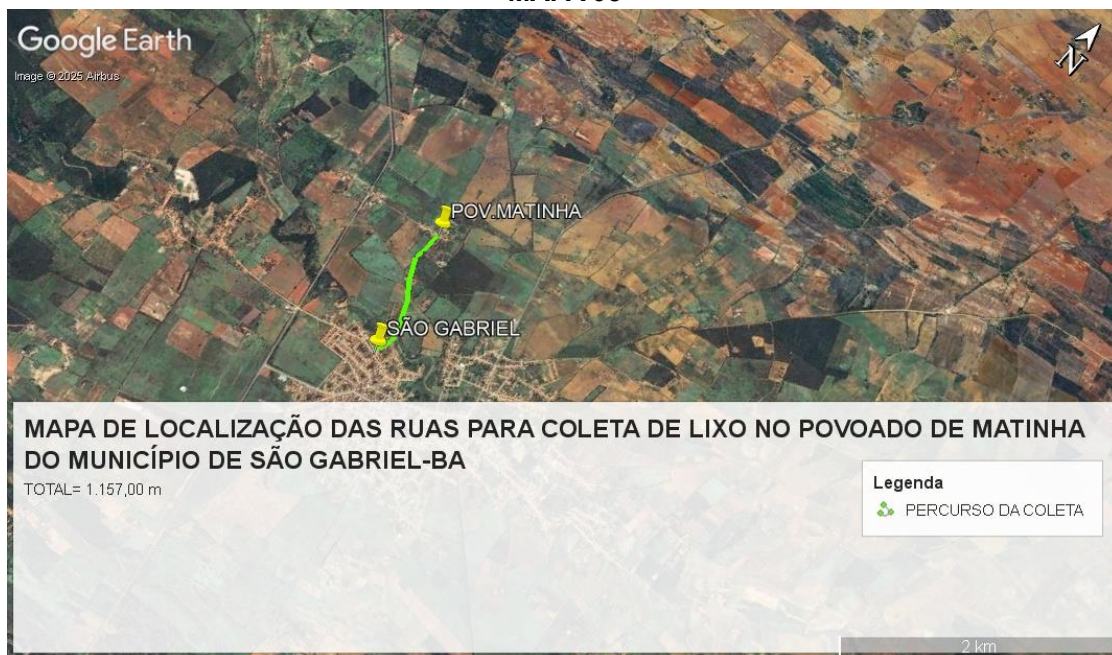 Google Earth
Image © 2025 Airbus
N
POV.MATINHA
SÃO GABRIEL
MAPA DE LOCALIZAÇÃO DAS RUAS PARA COLETA DE LIXO NO POVOADO DE MATINHA
DO MUNICÍPIO DE SÃO GABRIEL-BA
TOTAL= 1.157,00 m
Legenda
PERCURSO DA COLETA
2 km